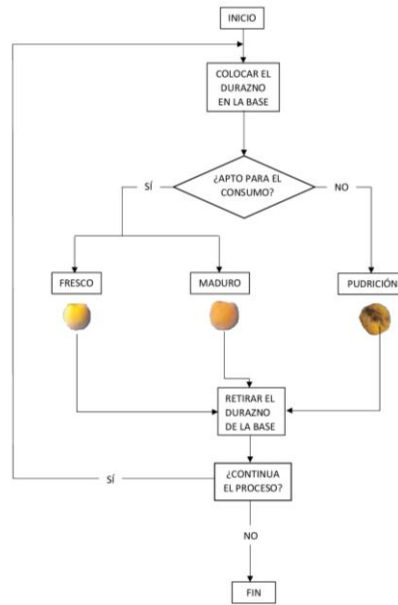 INICIO
COLOCAR EL
DURAZNO
EN LA BASE
¿APTO PARA EL
CONSUMO?
SÍ
NO
FRESCO
MADURO
PUDRICIÓN
RETIRAR EL
DURAZNO
DE LA BASE
¿CONTINUA
EL PROCESO?
SÍ
NO
FIN